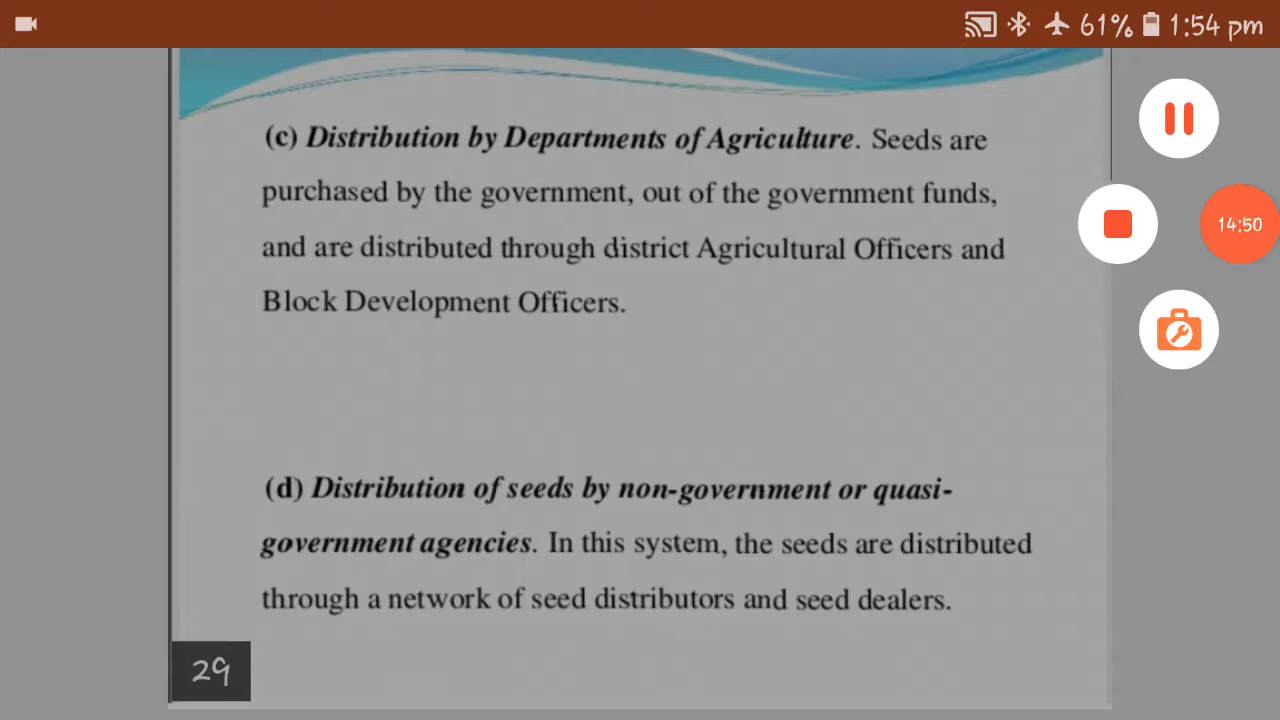 61% 1:54 pm
(c) Distribution by Departments of Agriculture. Seeds are
purchased by the government, out of the government funds,
and are distributed through district Agricultural Officers and
Block Development Officers.
14:50
(d) Distribution of seeds by non-government or quasi-
government agencies. In this system, the seeds are distributed
through a network of seed distributors and seed dealers.
29